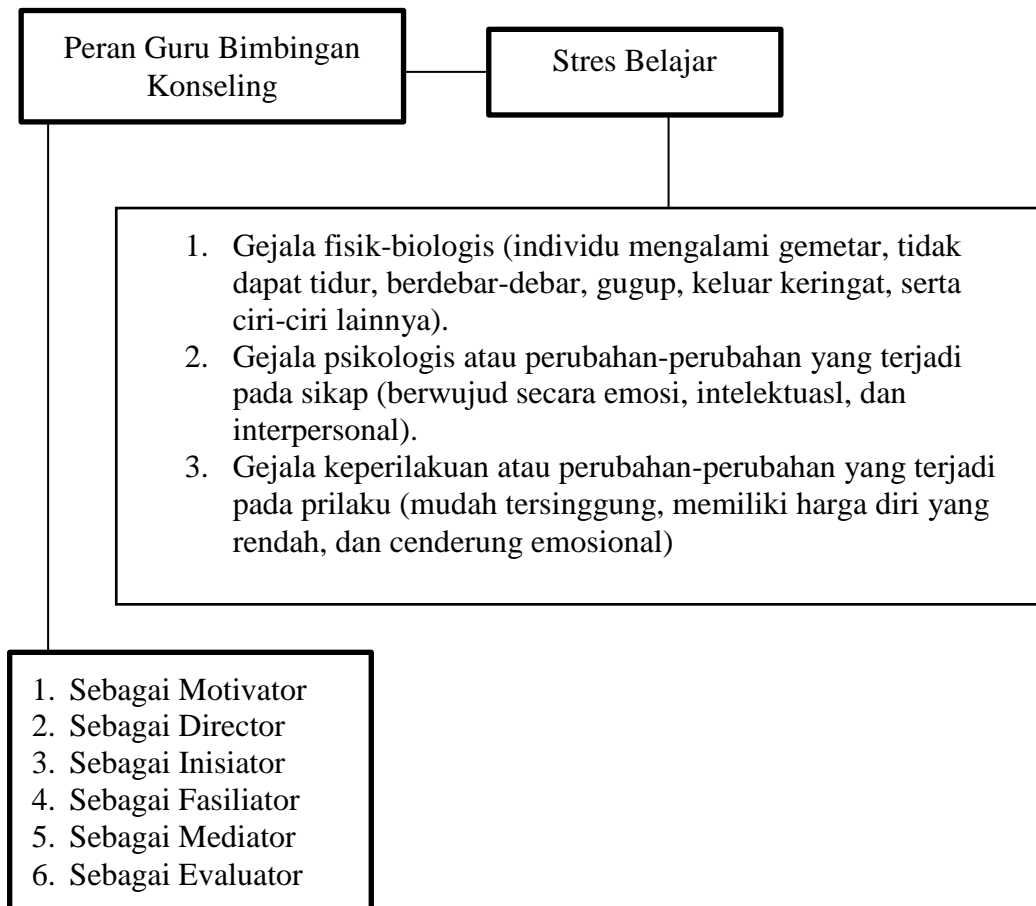 Peran Guru Bimbingan
Konseling
Stres Belajar
1. Gejala fisik-biologis (individu mengalami gemetar, tidak
dapat tidur, berdebar-debar, gugup, keluar keringat, serta
ciri-ciri lainnya).
2. Gejala psikologis atau perubahan-perubahan yang terjadi
pada sikap (berwujud secara emosi, intelektuasl, dan
interpersonal).
3. Gejala keperilakuan atau perubahan-perubahan yang terjadi
pada prilaku (mudah tersinggung, memiliki harga diri yang
rendah, dan cenderung emosional)
1. Sebagai Motivator
2. Sebagai Director
3. Sebagai Inisiator
4. Sebagai Fasiliator
5. Sebagai Mediator
6. Sebagai Evaluator